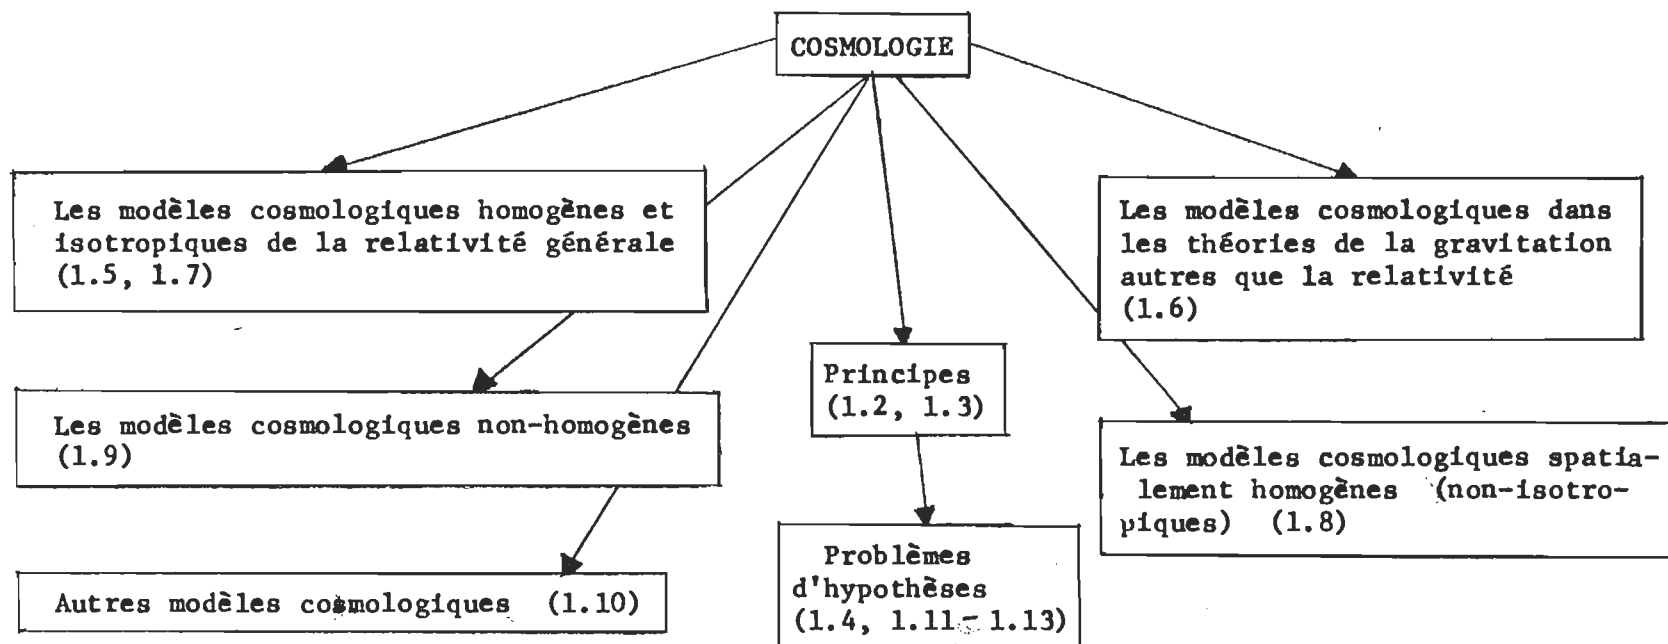 COSMOLOGIE
Les modèles cosmologiques homogènes et
isotropiques de la relativité générale
(1.5, 1.7)
Les modèles cosmologiques dans
les théories de la gravitation
autres que la relativité
(1.6)
Principes
(1.2, 1.3)
Les modèles cosmologiques non-homogènes
(1.9)
Les modèles cosmologiques spatia-
lement homogènes (non-isotro-
piques) (1.8)
Problèmes
d'hypothèses
(1.4, 1.11 - 1.13)
Autres modèles cosmologiques (1.10)